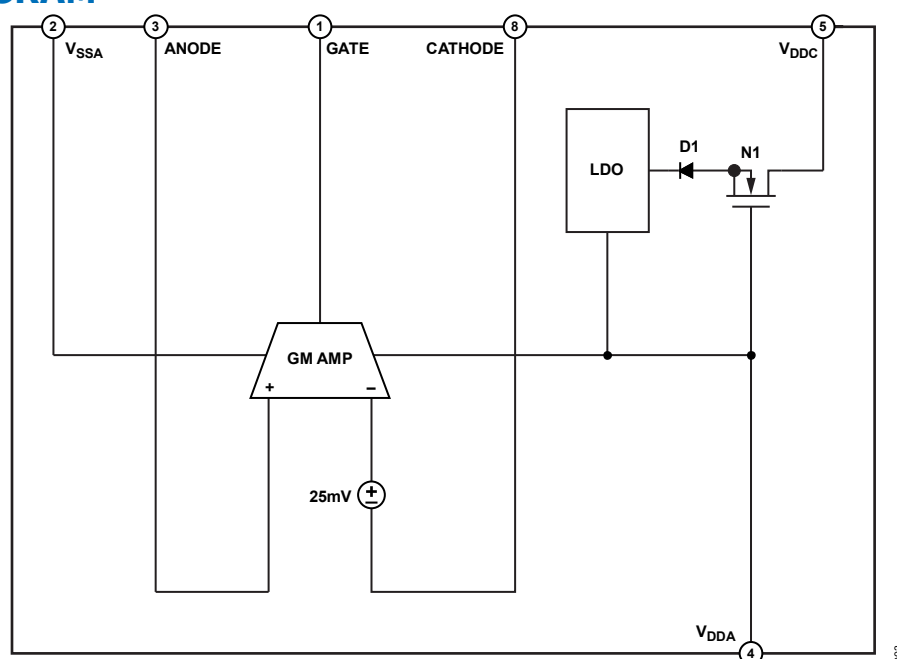 2 3 1 8 5
VSSA ANODE GATE CATHODE VDDC
D1 N1
LDO
GM AMP
+ –
25mV + –
VDDA
4